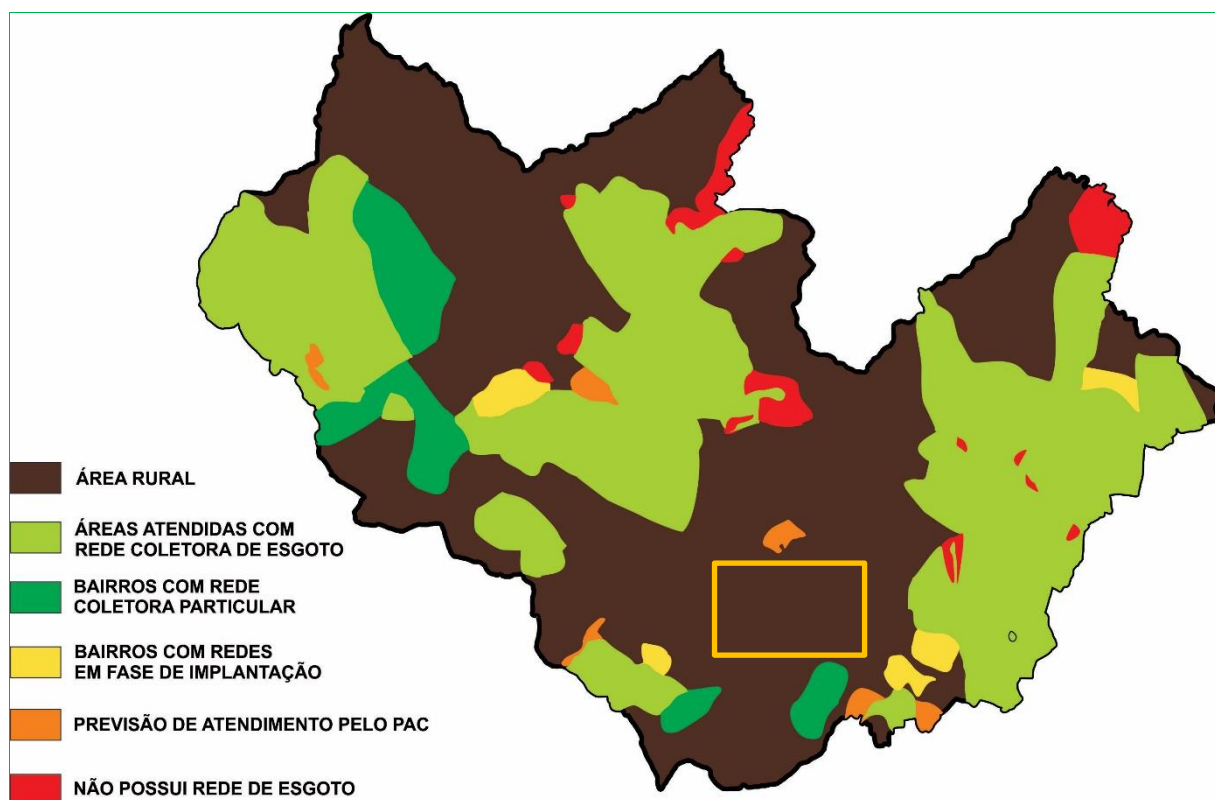 ÁREA RURAL
ÁREAS ATENDIDAS COM
REDE COLETORA DE ESGOTO
BAIRROS COM REDE
COLETORA PARTICULAR
BAIRROS COM REDES
EM FASE DE IMPLANTAÇÃO
PREVISÃO DE ATENDIMENTO PELO PAC
NÃO POSSUI REDE DE ESGOTO